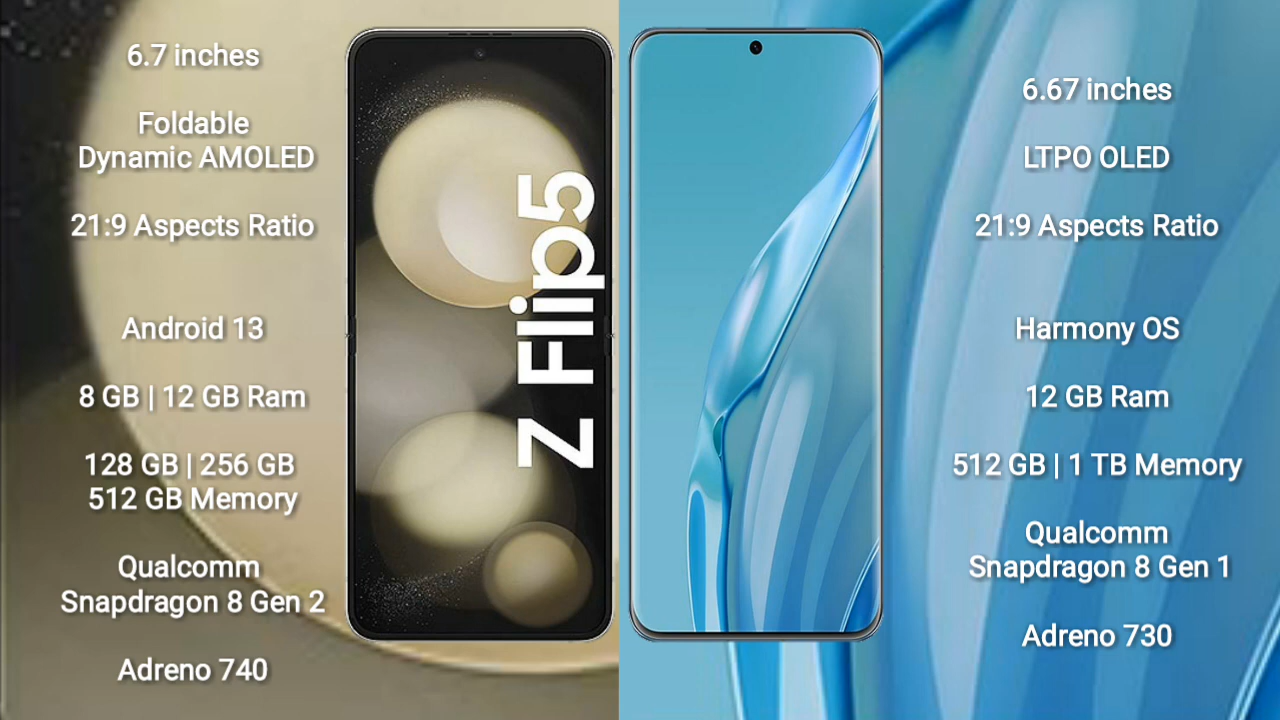 6.7 inches
Foldable
Dynamic AMOLED
21:9 Aspects Ratio
Android 13
8 GB | 12 GB Ram
128 GB | 256 GB
512 GB Memory
Qualcomm
Snapdragon 8 Gen 2
Adreno 740
Z Flip5
6.67 inches
LTPO OLED
21:9 Aspects Ratio
Harmony OS
12 GB Ram
512 GB | 1 TB Memory
Qualcomm
Snapdragon 8 Gen 1
Adreno 730